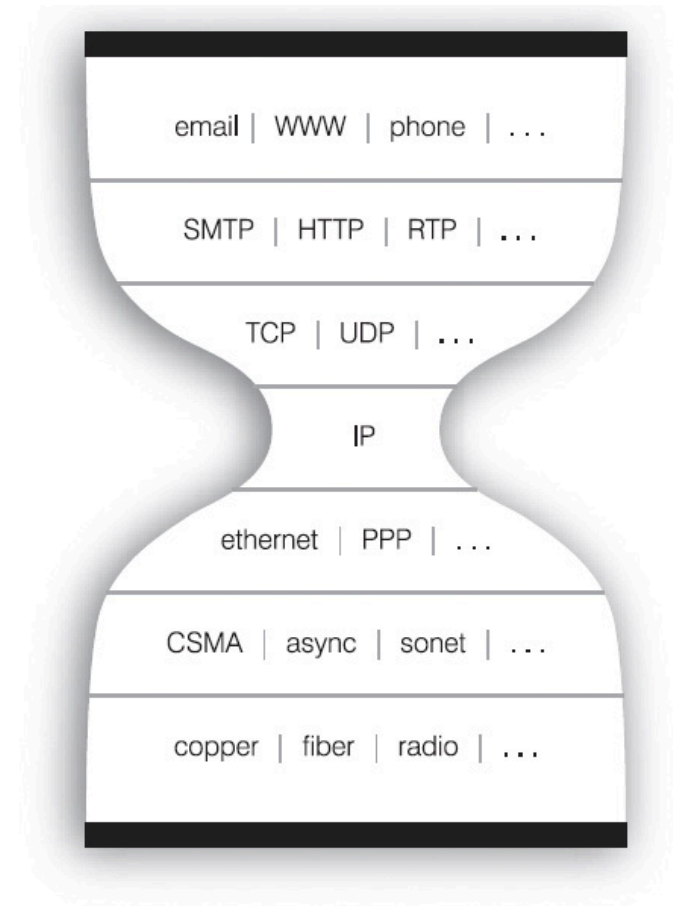 email | WWW | phone | ...
SMTP | HTTP | RTP | ...
TCP | UDP | ...
IP
ethernet | PPP | ...
CSMA | async | sonet | ...
copper | fiber | radio | ...